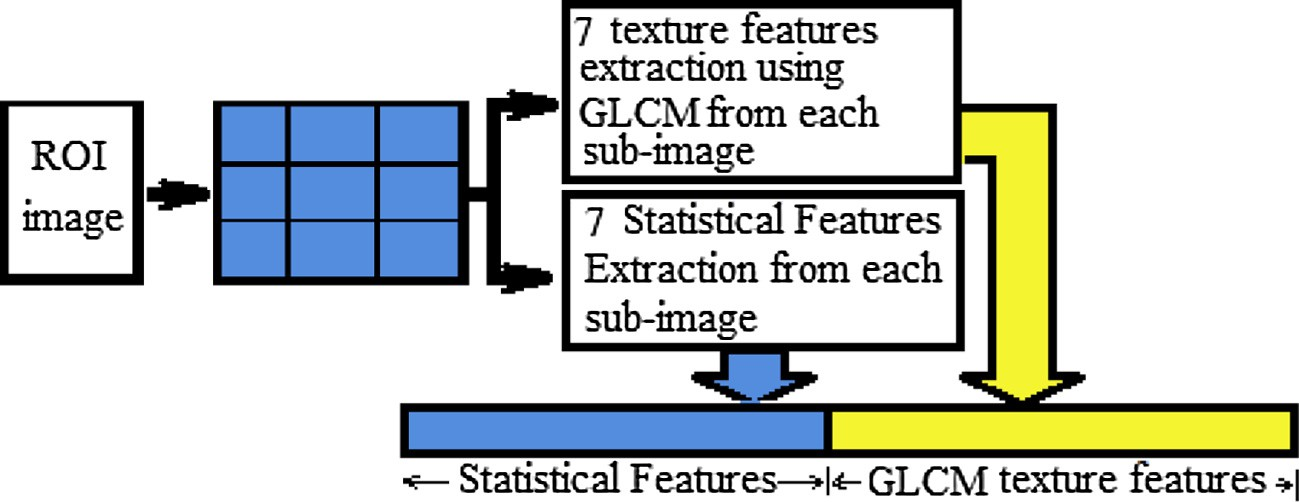 ROI
image
7 texture features
extraction using
GLCM from each
sub-image
7 Statistical Features
Extraction from each
sub-image
Statistical Features
GLCM texture features